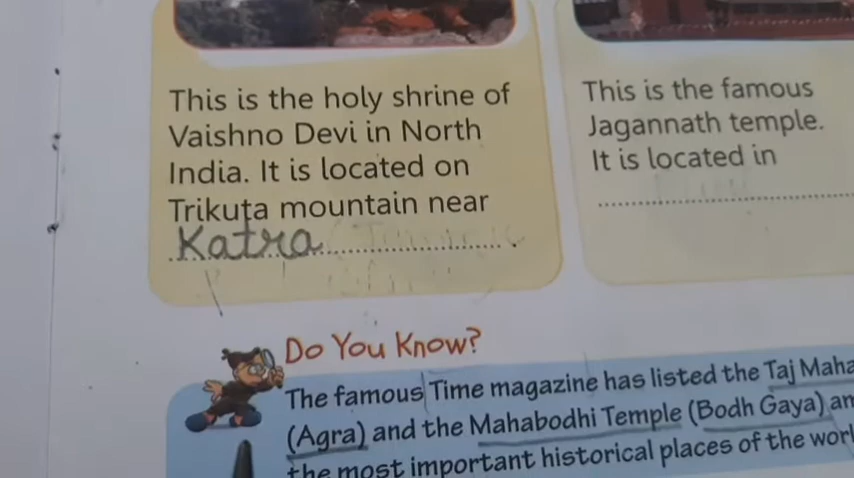 This is the holy shrine of
Vaishno Devi in North
India. It is located on
Trikuta mountain near
Katra
This is the famous
Jagannath temple.
It is located in
Do You Know?
The famous Time magazine has listed the Taj Maha
(Agra) and the Mahabodhi Temple (Bodh Gaya) an
the most important historical places of the worl